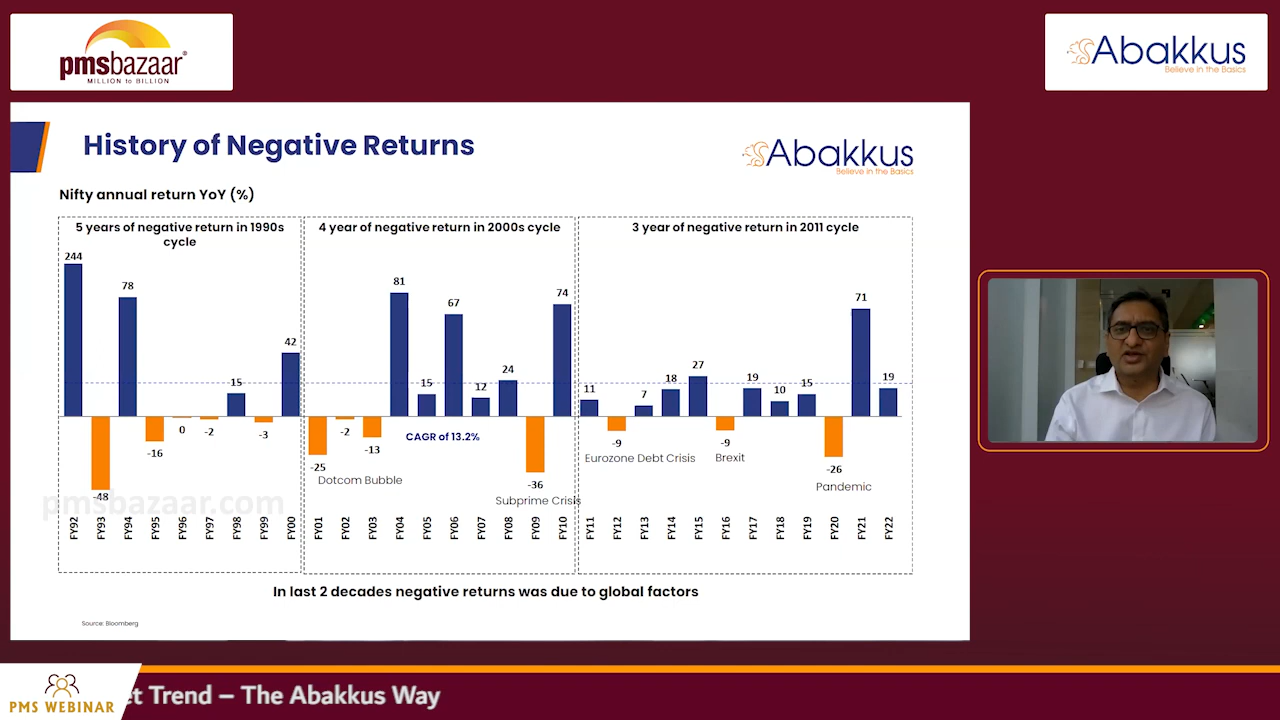 pmsbazaar®
MILLION to BILLION
Abakkus
Believe in the Basics
History of Negative Returns
Abakkus
Believe in the Basics
Nifty annual return YoY (%)
5 years of negative return in 1990s
cycle
4 year of negative return in 2000s cycle
3 year of negative return in 2011 cycle
244 -48 78 -16 0 -2 15 -3 42 -25 -2 -13 81 15 67 12 24 -36 74 11 -9 7 18 27 -9 19 10 15 -26 71 19
CAGR of 13.2%
Dotcom Bubble
Subprime Crisis
Eurozone Debt Crisis
Brexit
Pandemic
pmsbazaar.com
FY92 FY93 FY94 FY95 FY96 FY97 FY98 FY99 FY00 FY01 FY02 FY03 FY04 FY05 FY06 FY07 FY08 FY09 FY10 FY11 FY12 FY13 FY14 FY15 FY16 FY17 FY18 FY19 FY20 FY21 FY22
In last 2 decades negative returns was due to global factors
Source: Bloomberg
PMS WEBINAR
et Trend – The Abakkus Way